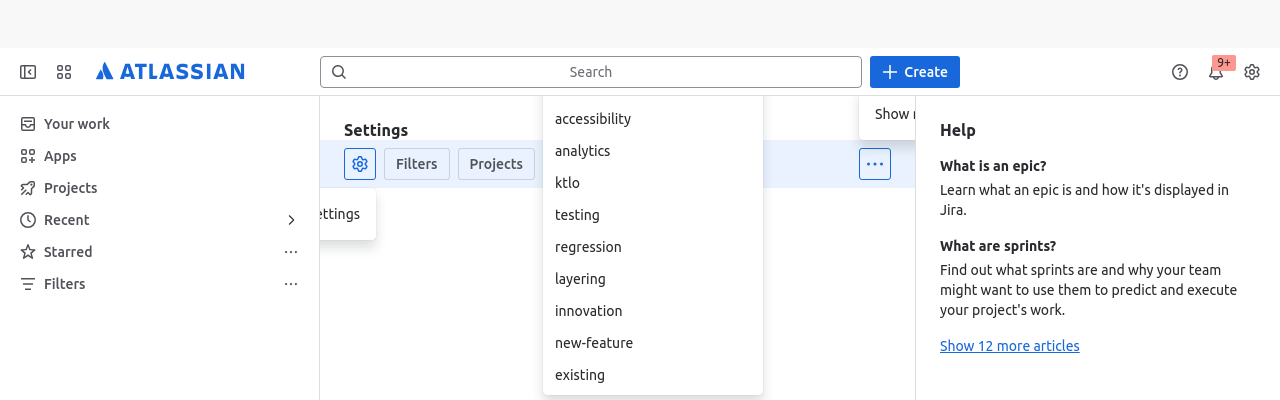 ATLASSIAN
Search
Create
9+
Your work
Apps
Projects
Recent
Starred
Filters
Settings
Filters
Projects
ettings
accessibility
analytics
ktlo
testing
regression
layering
innovation
new-feature
existing
Show
Help
What is an epic?
Learn what an epic is and how it's displayed in
Jira.
What are sprints?
Find out what sprints are and why your team
might want to use them to predict and execute
your project's work.
Show 12 more articles